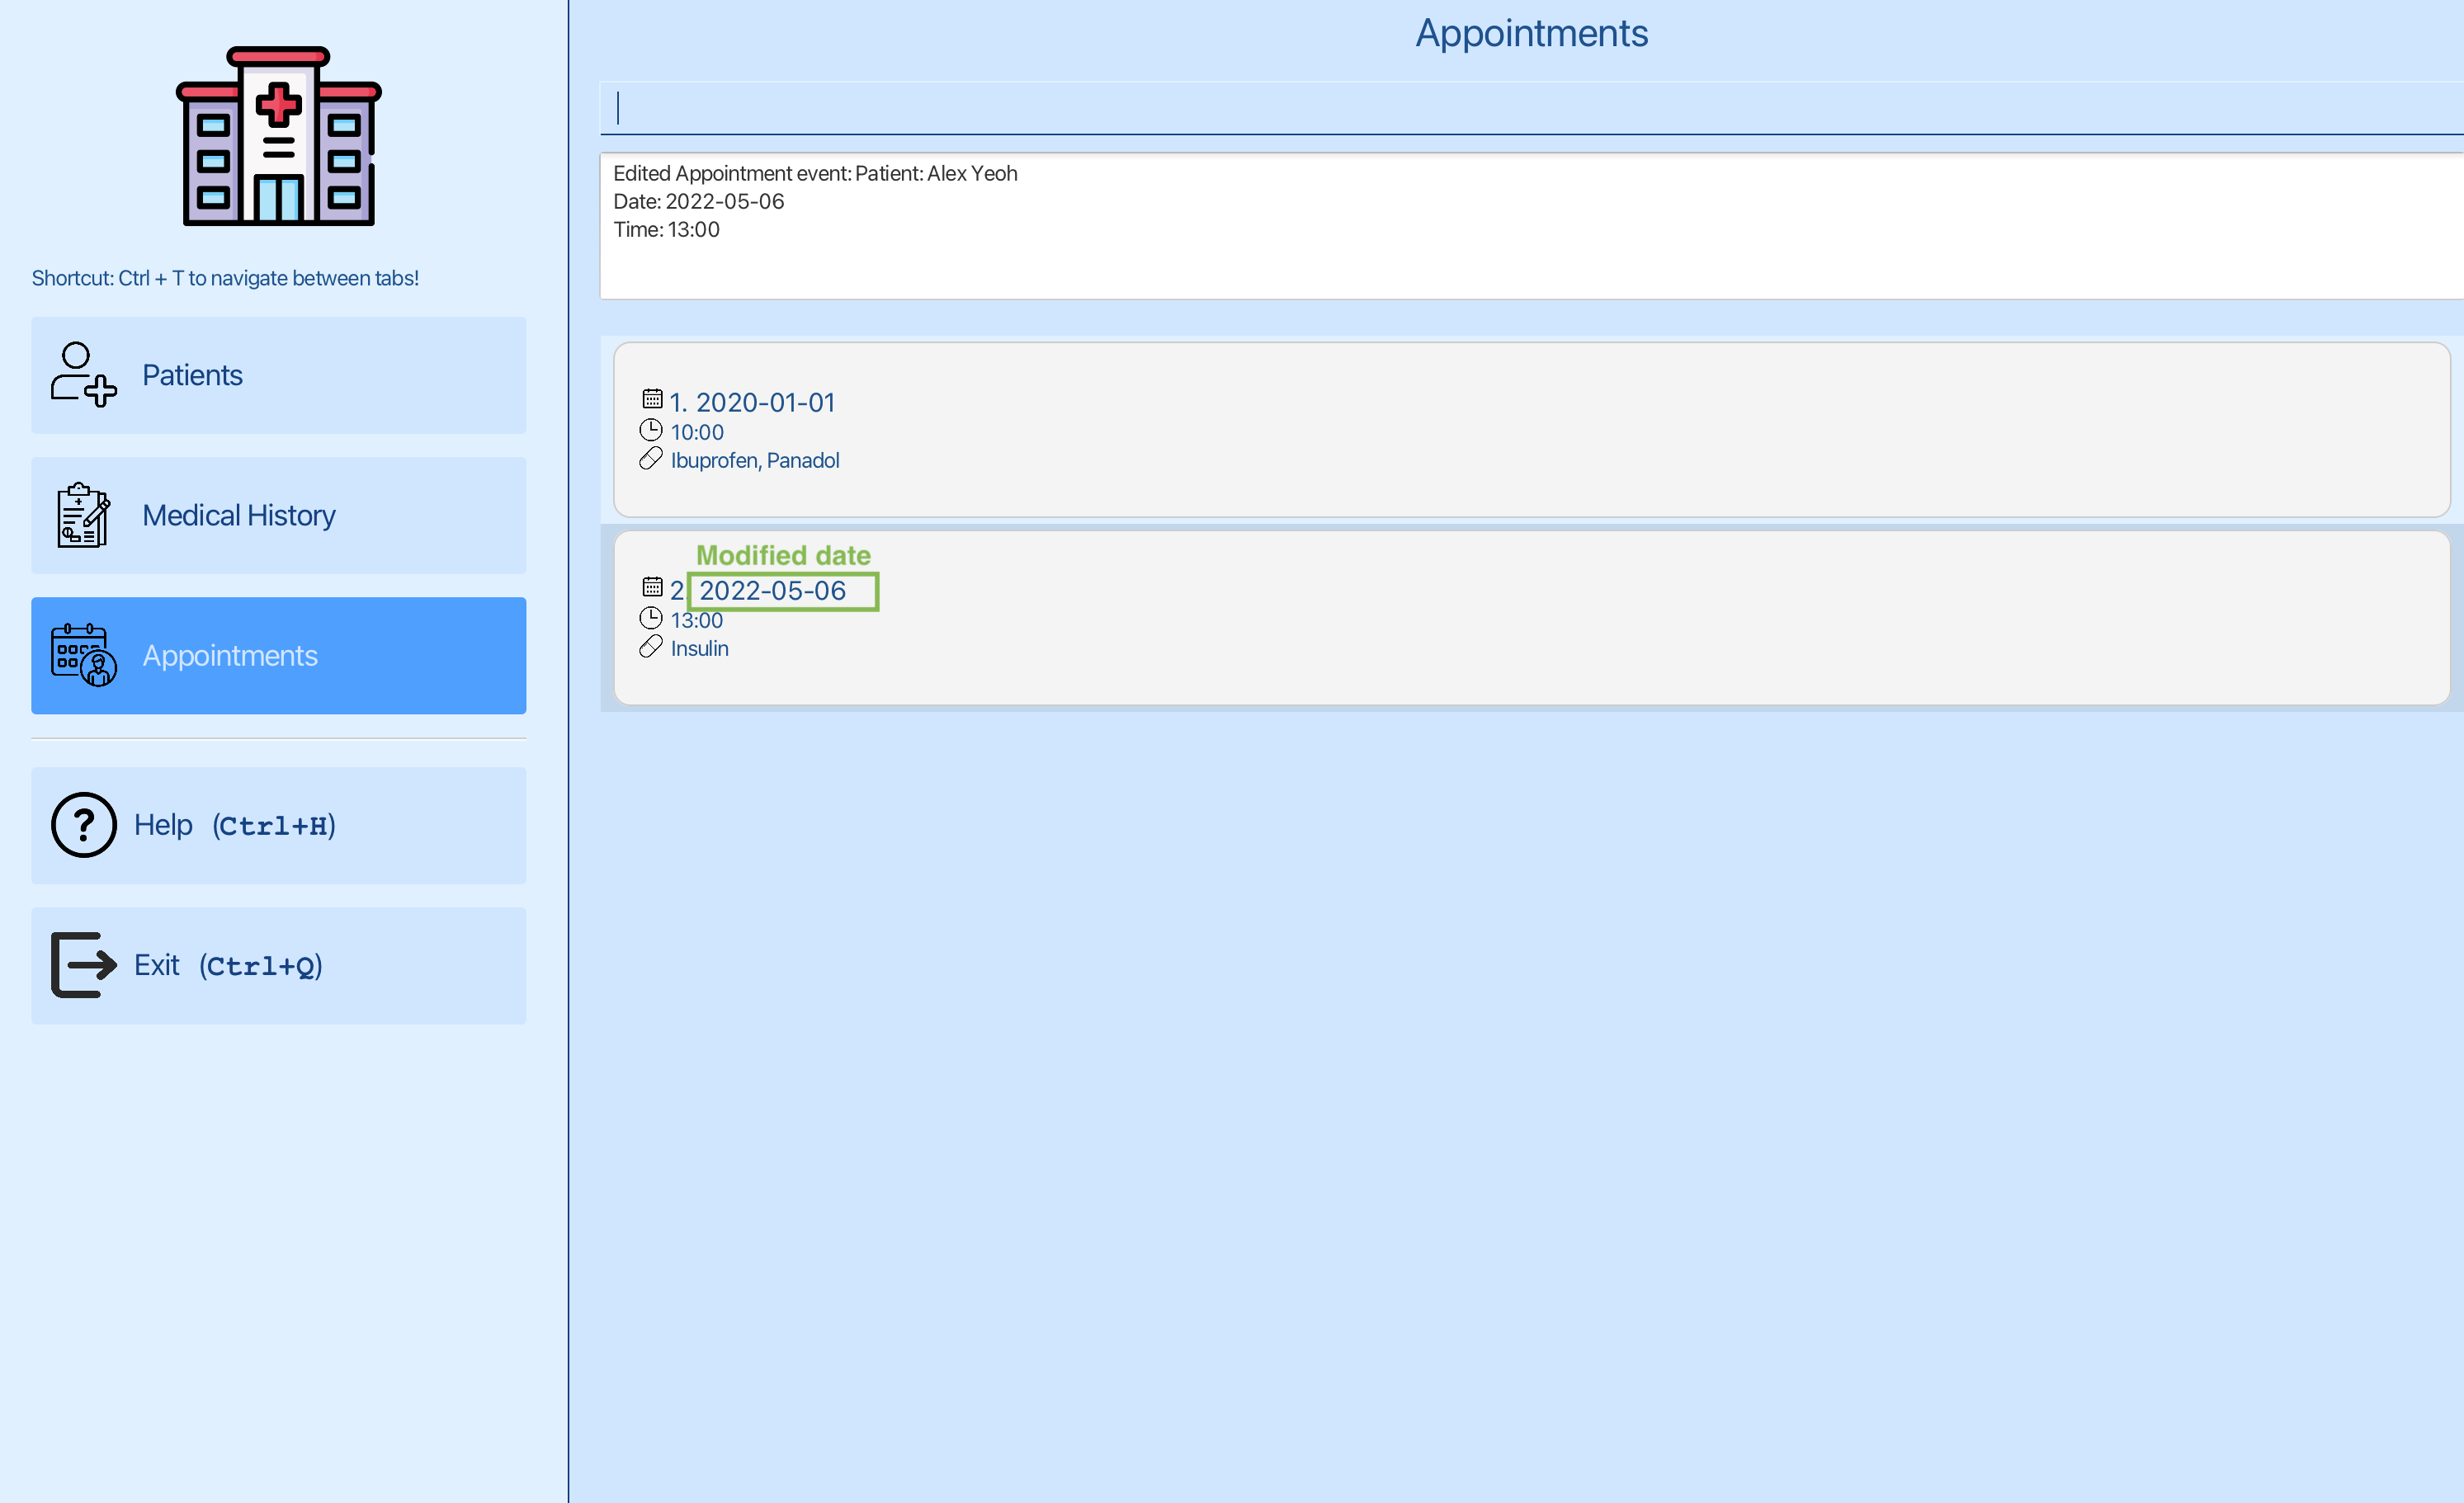 Shortcut: Ctrl + T to navigate between tabs!
Patients
Medical History
Appointments
Help (Ctrl+H)
Exit (Ctrl+Q)
Appointments
Edited Appointment event: Patient: Alex Yeoh
Date: 2022-05-06
Time: 13:00
1. 2020-01-01
10:00
Ibuprofen, Panadol
Modified date
2. 2022-05-06
13:00
Insulin